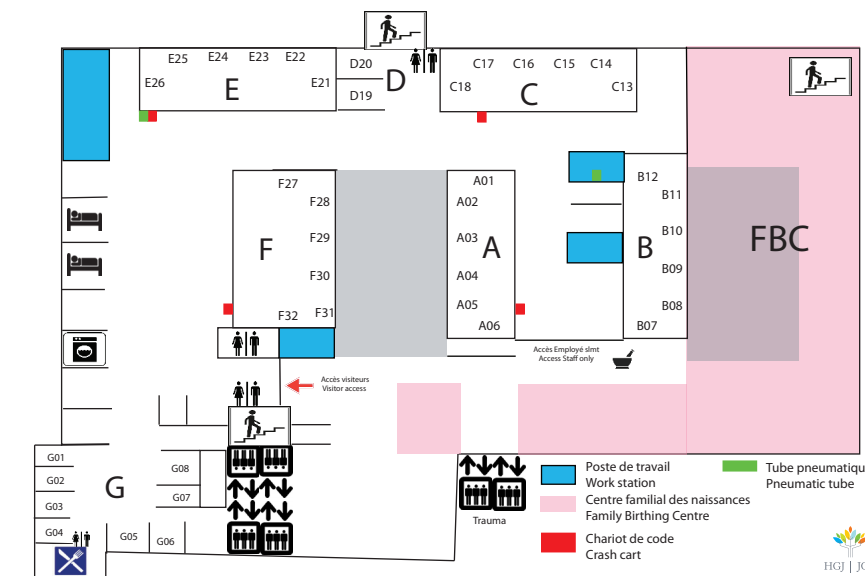 E25
E24
E23
E22
D20
C17
C16
C15
C14
E26
E
E21
D
C18
C
C13
D19
F27
A01
B12
F28
A02
B11
F
F29
A03
A
B
B10
FBC
F30
A04
B09
F32
F31
A05
B08
A06
B07
Accès Employé slmt
Access Staff only
Accès visiteurs
Visitor access
G01
G02
G03
G04
G
G08
G07
G05
G06
Trauma
Poste de travail
Work station
Centre familial des naissances
Family Birthing Centre
Chariot de code
Crash cart
Tube pneumatiqu
Pneumatic tube
HGJ